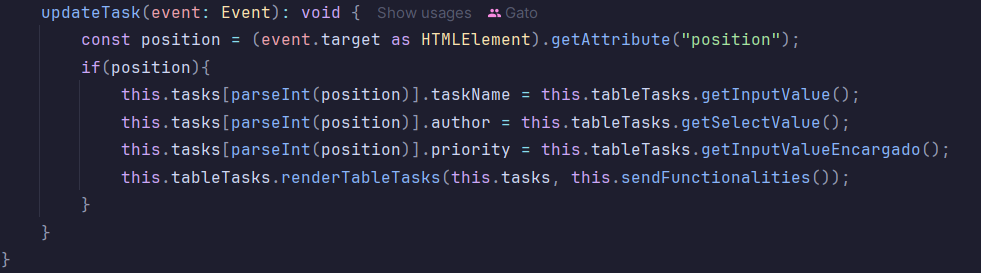 updateTask(event: Event): void { Show usages Gato
const position = (event.target as HTMLElement).getAttribute("position");
if(position){
this.tasks[parseInt(position)].taskName = this.tableTasks.getInputValue();
this.tasks[parseInt(position)].author = this.tableTasks.getSelectValue();
this.tasks[parseInt(position)].priority = this.tableTasks.getInputValueEncargado();
this.tableTasks.renderTableTasks(this.tasks, this.sendFunctionalities());
}
}
}